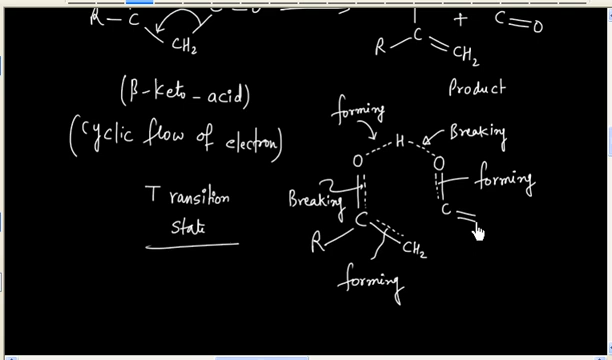 R — C
C
C = O
+
R
C
CH2
CH2
(β-keto-acid)
Product
(Cyclic flow of electron)
forming
H
Breaking
O
O
Transition
State
Breaking
forming
C
C
R
CH2
forming